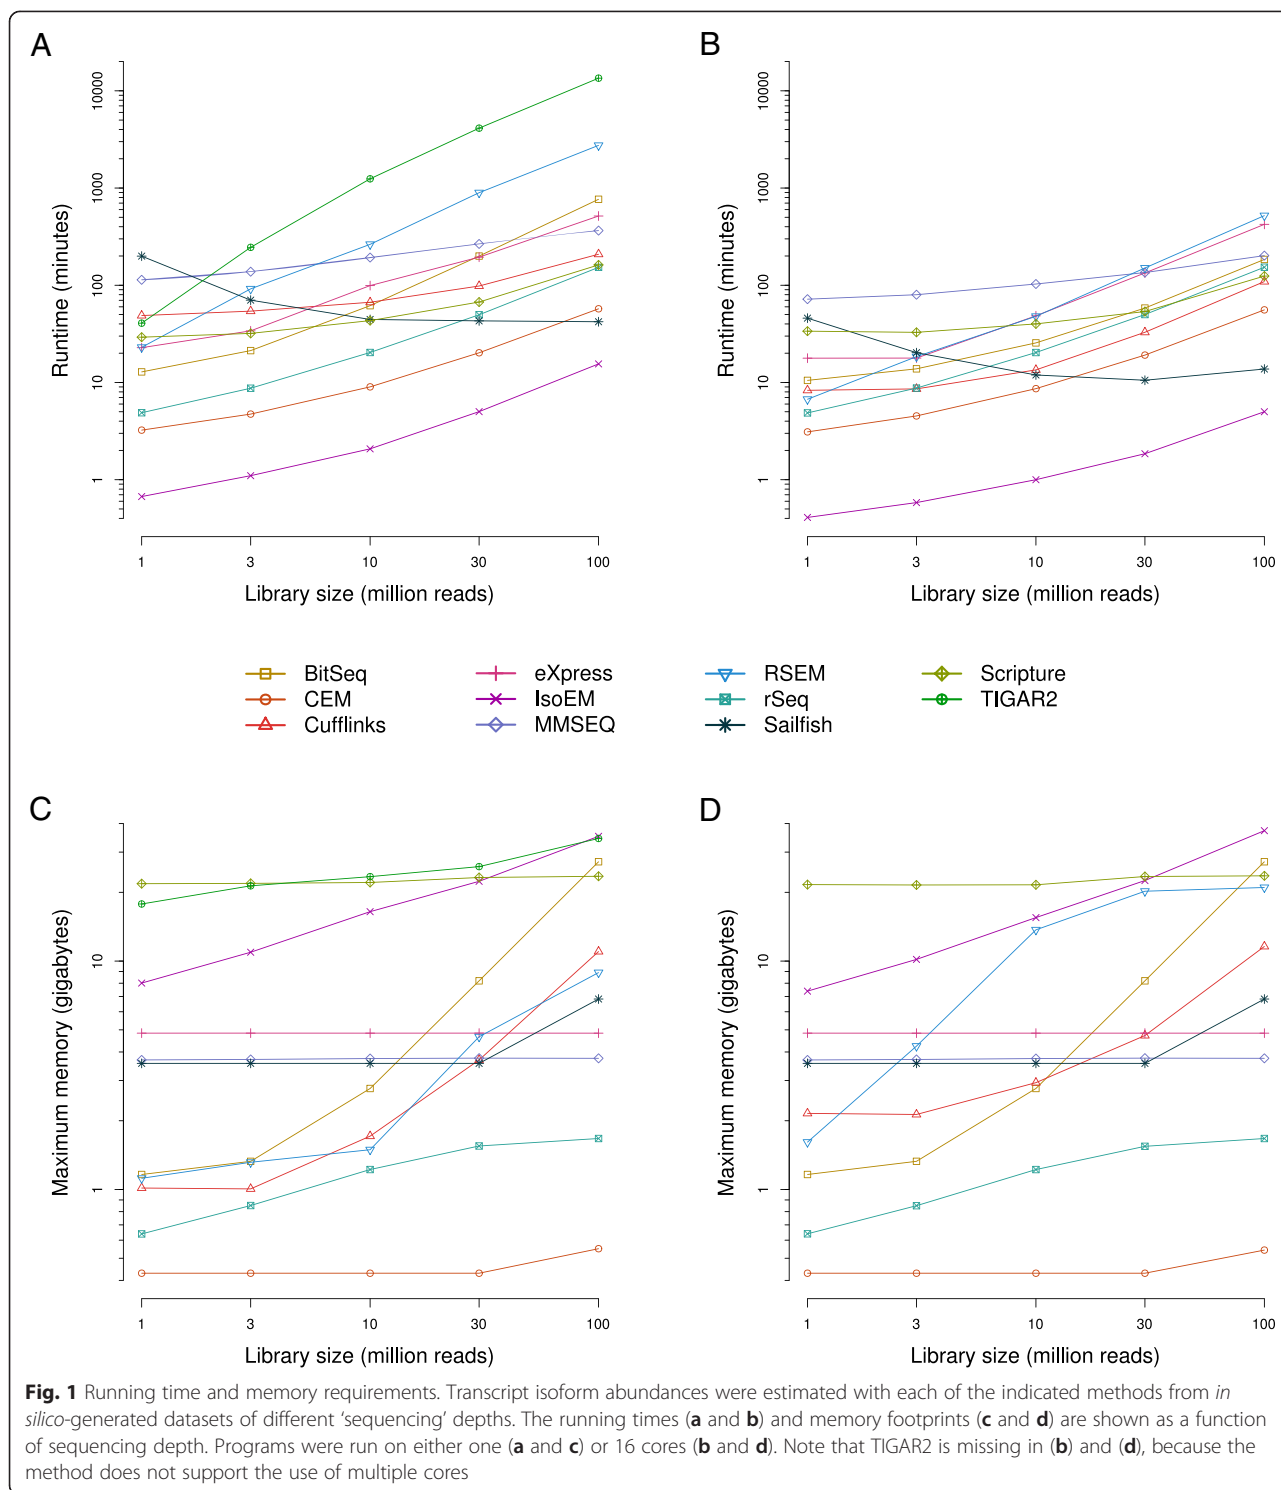 A
B
Runtime (minutes)
10000
1000
100
10
1
1 3 10 30 100
Library size (million reads)
Runtime (minutes)
10000
1000
100
10
1
1 3 10 30 100
Library size (million reads)
BitSeq
CEM
Cufflinks
eXpress
IsoEM
MMSEQ
RSEM
rSeq
Sailfish
Scripture
TIGAR2
C
D
Maximum memory (gigabytes)
10
1
1 3 10 30 100
Library size (million reads)
Maximum memory (gigabytes)
10
1
1 3 10 30 100
Library size (million reads)
Fig. 1 Running time and memory requirements. Transcript isoform abundances were estimated with each of the indicated methods from in
silico-generated datasets of different ‘sequencing’ depths. The running times (a and b) and memory footprints (c and d) are shown as a function
of sequencing depth. Programs were run on either one (a and c) or 16 cores (b and d). Note that TIGAR2 is missing in (b) and (d), because the
method does not support the use of multiple cores